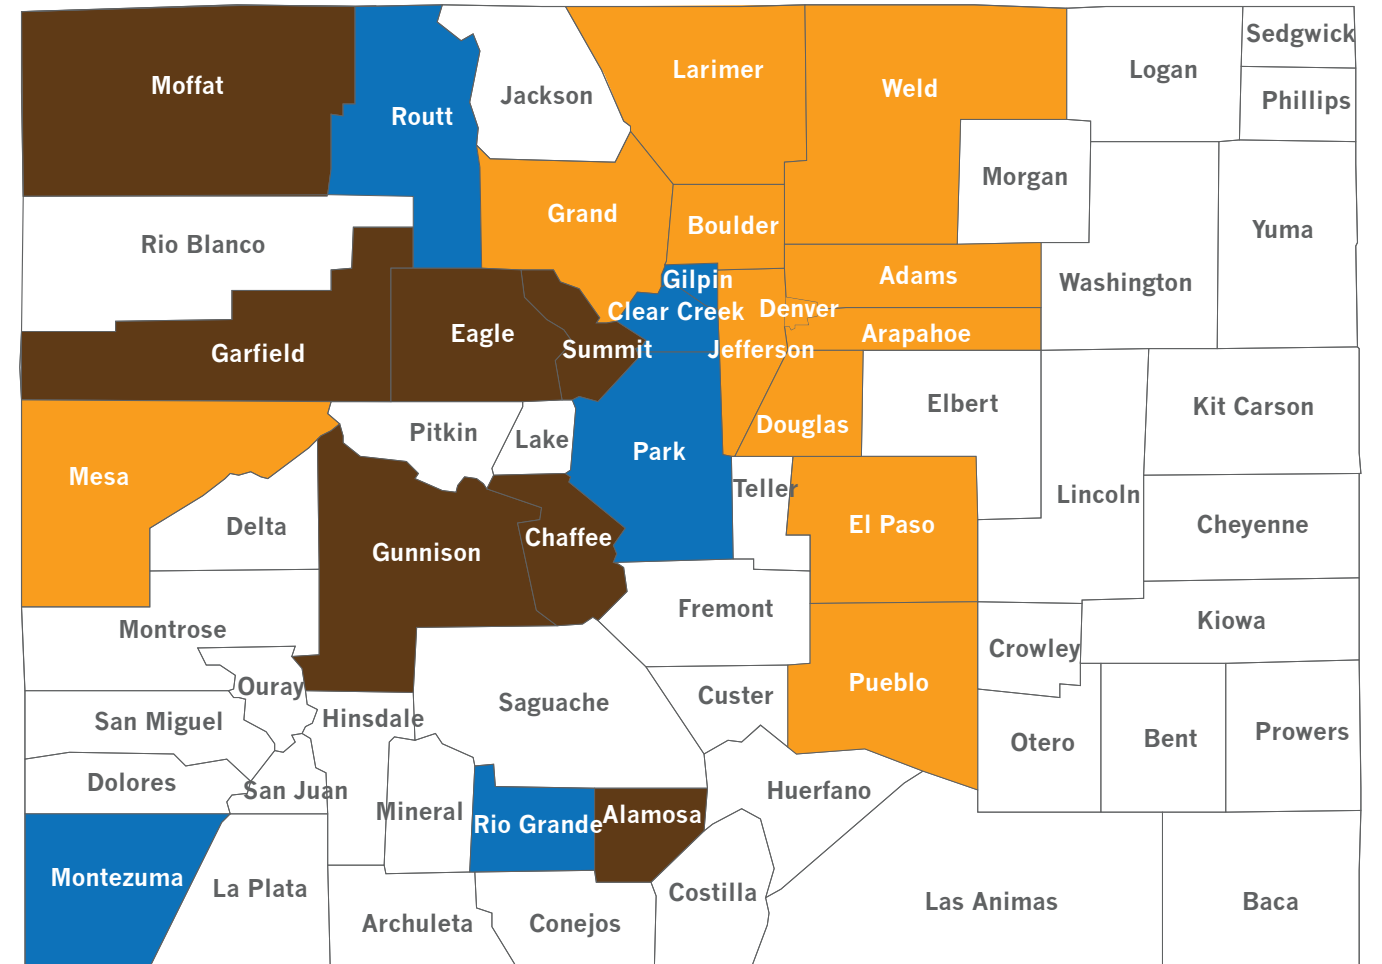 Sedgwick
Logan
Larimer
Moffat
Weld
Jackson
Phillips
Routt
Morgan
Grand
Boulder
Yuma
Rio Blanco
Adams
Gilpin
Washington
Clear Creek
Denver
Eagle
Arapahoe
Garfield
Summit
Jefferson
Elbert
Kit Carson
Douglas
Pitkin
Lake
Park
Mesa
Teller
Lincoln
Delta
El Paso
Cheyenne
Chaffee
Gunnison
Fremont
Kiowa
Montrose
Crowley
Pueblo
Ouray
Custer
Saguache
San Miguel
Hinsdale
Prowers
Bent
Otero
Dolores
San Juan
Huerfano
Mineral
Alamosa
Rio Grande
Montezuma
La Plata
Costilla
Las Animas
Baca
Archuleta
Conejos